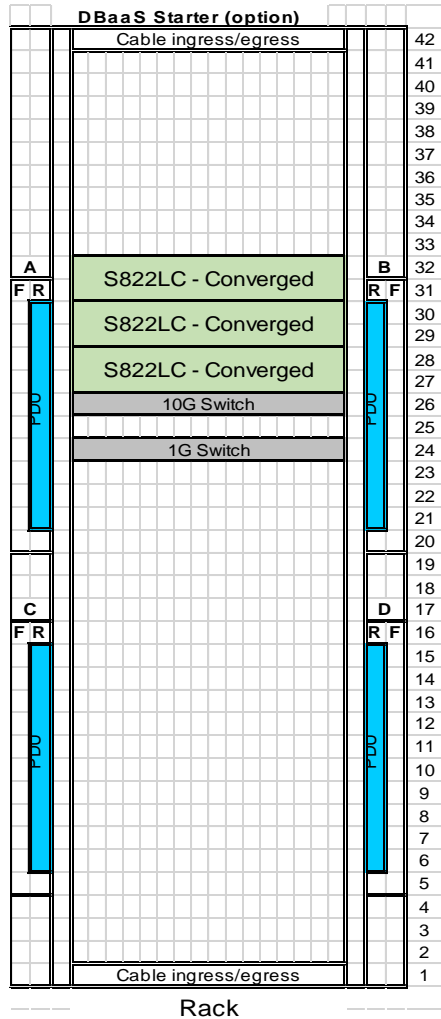 DBaaS Starter (option)
Cable ingress/egress 42
41
40
39
38
37
36
35
34
33
A B 32
F R S822LC - Converged R F 31
30
S822LC - Converged 29
28
S822LC - Converged 27
PDU 10G Switch PDU 26
25
1G Switch 24
23
22
21
20
19
18
C D 17
F R R F 16
15
14
13
12
PDU PDU 11
10
9
8
7
6
5
4
3
2
Cable ingress/egress 1
Rack